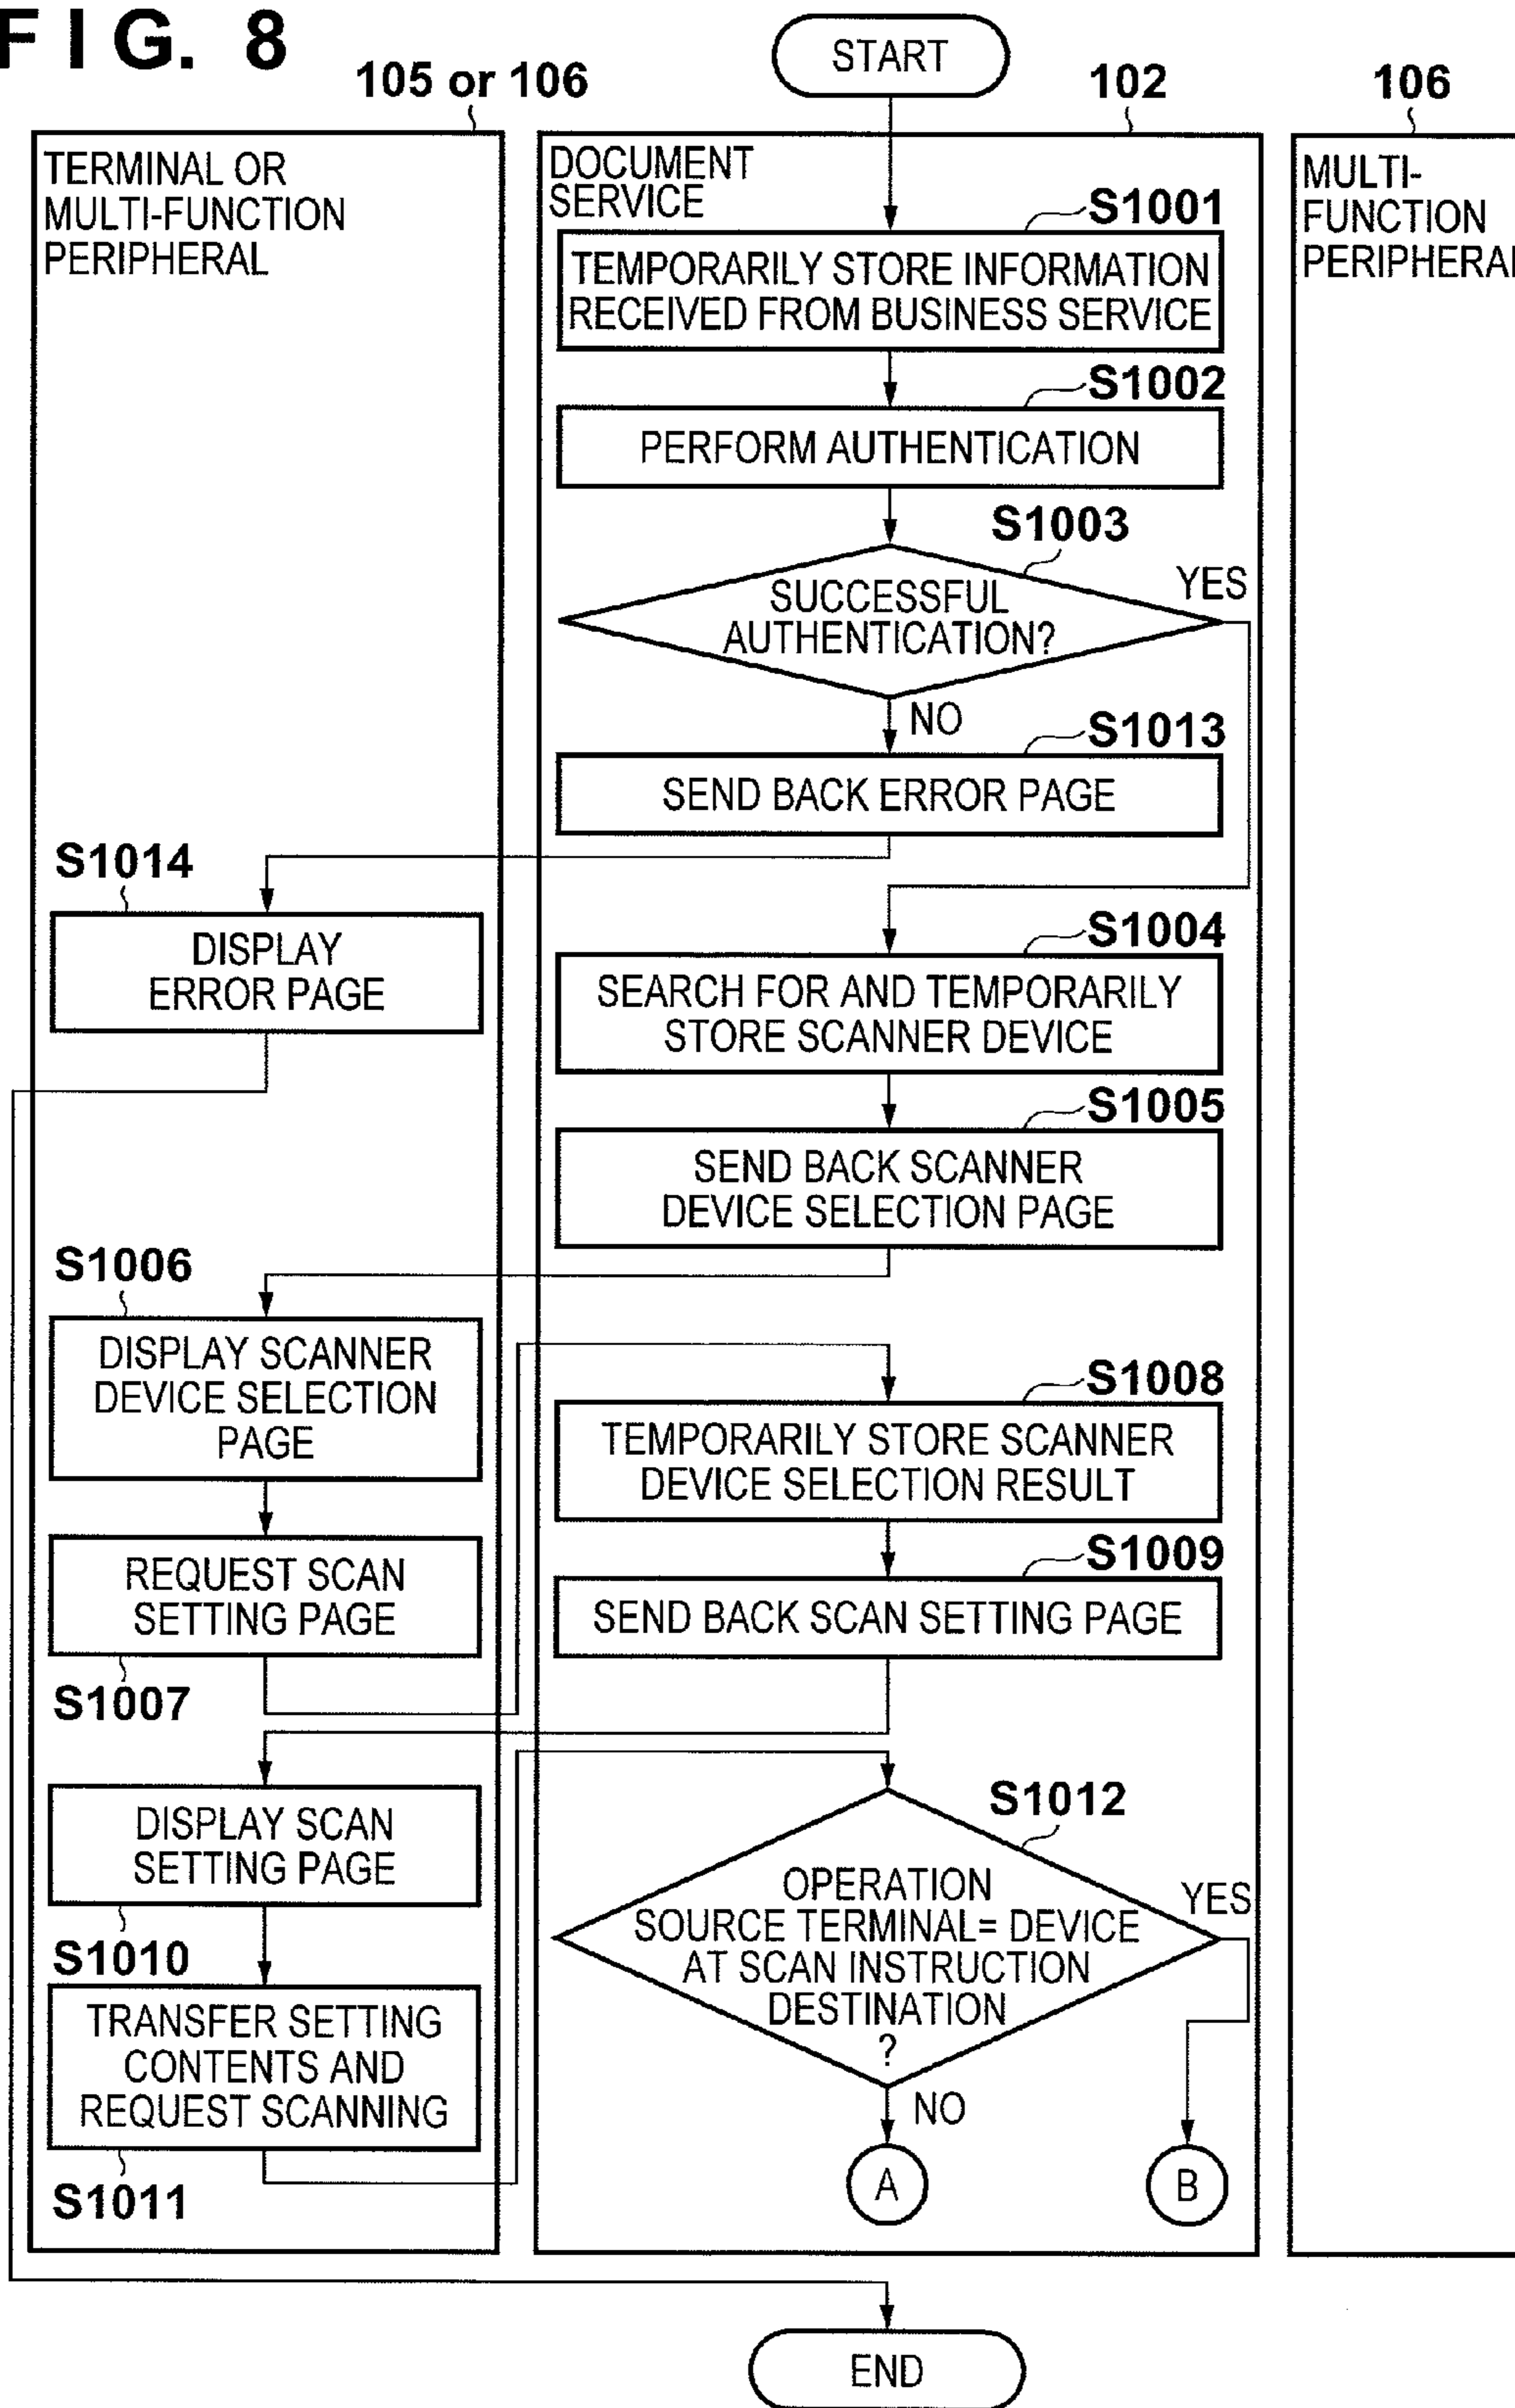 FIG. 8
START
105 or 106
102
106
TERMINAL OR
MULTI-FUNCTION
PERIPHERAL
DOCUMENT
SERVICE
MULTI-
FUNCTION
PERIPHERAL
S1001
TEMPORARILY STORE INFORMATION
RECEIVED FROM BUSINESS SERVICE
S1002
PERFORM AUTHENTICATION
S1003
SUCCESSFUL
AUTHENTICATION?
YES
NO
S1013
SEND BACK ERROR PAGE
S1014
DISPLAY
ERROR PAGE
S1004
SEARCH FOR AND TEMPORARILY
STORE SCANNER DEVICE
S1005
SEND BACK SCANNER
DEVICE SELECTION PAGE
S1006
DISPLAY SCANNER
DEVICE SELECTION
PAGE
REQUEST SCAN
SETTING PAGE
S1007
S1008
TEMPORARILY STORE SCANNER
DEVICE SELECTION RESULT
S1009
SEND BACK SCAN SETTING PAGE
DISPLAY SCAN
SETTING PAGE
S1010
TRANSFER SETTING
CONTENTS AND
REQUEST SCANNING
S1011
S1012
OPERATION
SOURCE TERMINAL= DEVICE
AT SCAN INSTRUCTION
DESTINATION
?
YES
NO
A
B
END